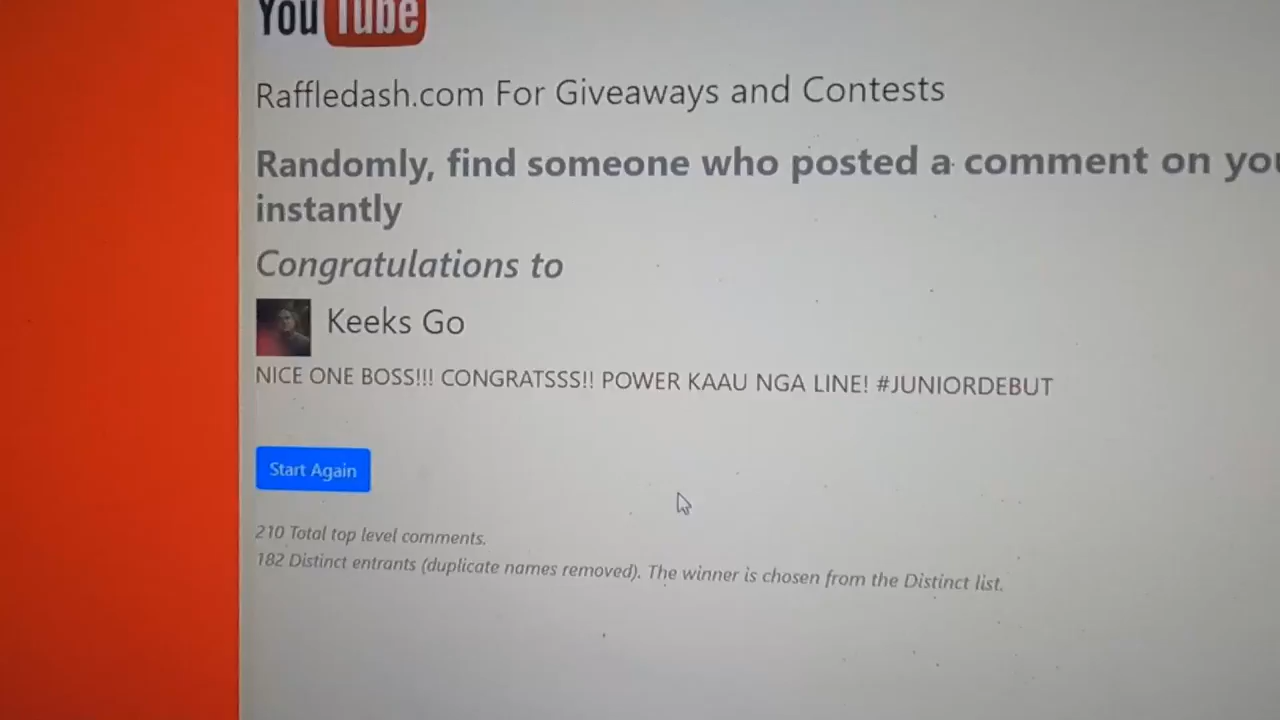 YouTube
Raffledash.com For Giveaways and Contests
Randomly, find someone who posted a comment on
instantly
Congratulations to
Keeks Go
NICE ONE BOSS!!! CONGRATSSS!! POWER KAAU NGA LINE! #JUNIORDEBUT
Start Again
210 Total top level comments.
182 Distinct entrants (duplicate names removed). The winner is chosen from the Distinct list.